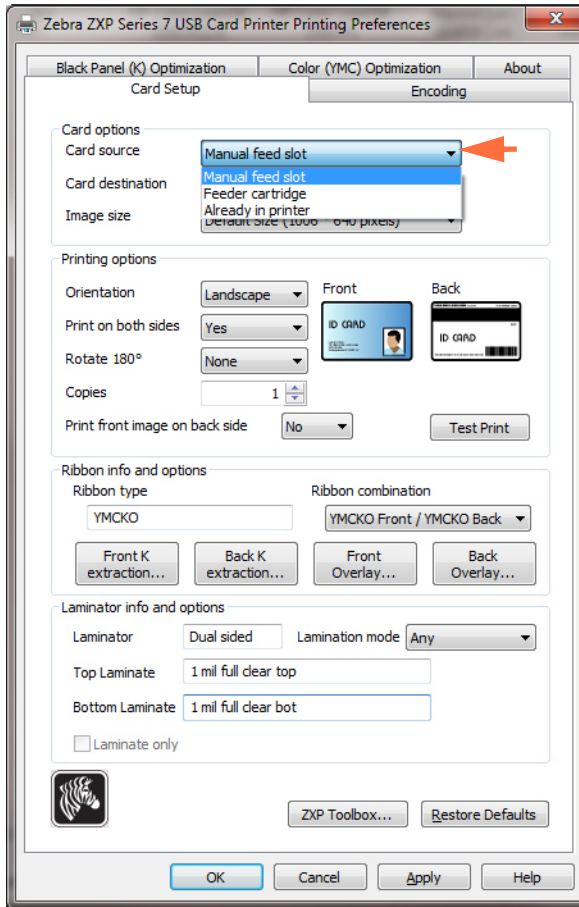 Zebra ZXP Series 7 USB Card Printer Printing Preferences
Black Panel (K) Optimization Color (YMC) Optimization About
Card Setup Encoding
Card options
Card source Manual feed slot
Manual feed slot
Card destination
Feeder cartridge
Already in printer
Image size Default Size (1006 * 640 pixels)
Printing options
Orientation Landscape Front Back
Print on both sides Yes
ID CARD
ID CARD
Rotate 180° None
Copies 1
Print front image on back side No Test Print
Ribbon info and options
Ribbon type Ribbon combination
YMCKO YMCKO Front / YMCKO Back
Front K Back K Front Back
extraction... extraction... Overlay... Overlay...
Laminator info and options
Laminator Dual sided Lamination mode Any
Top Laminate 1 mil full clear top
Bottom Laminate 1 mil full clear bot
Laminate only
ZXP Toolbox... Restore Defaults
OK Cancel Apply Help